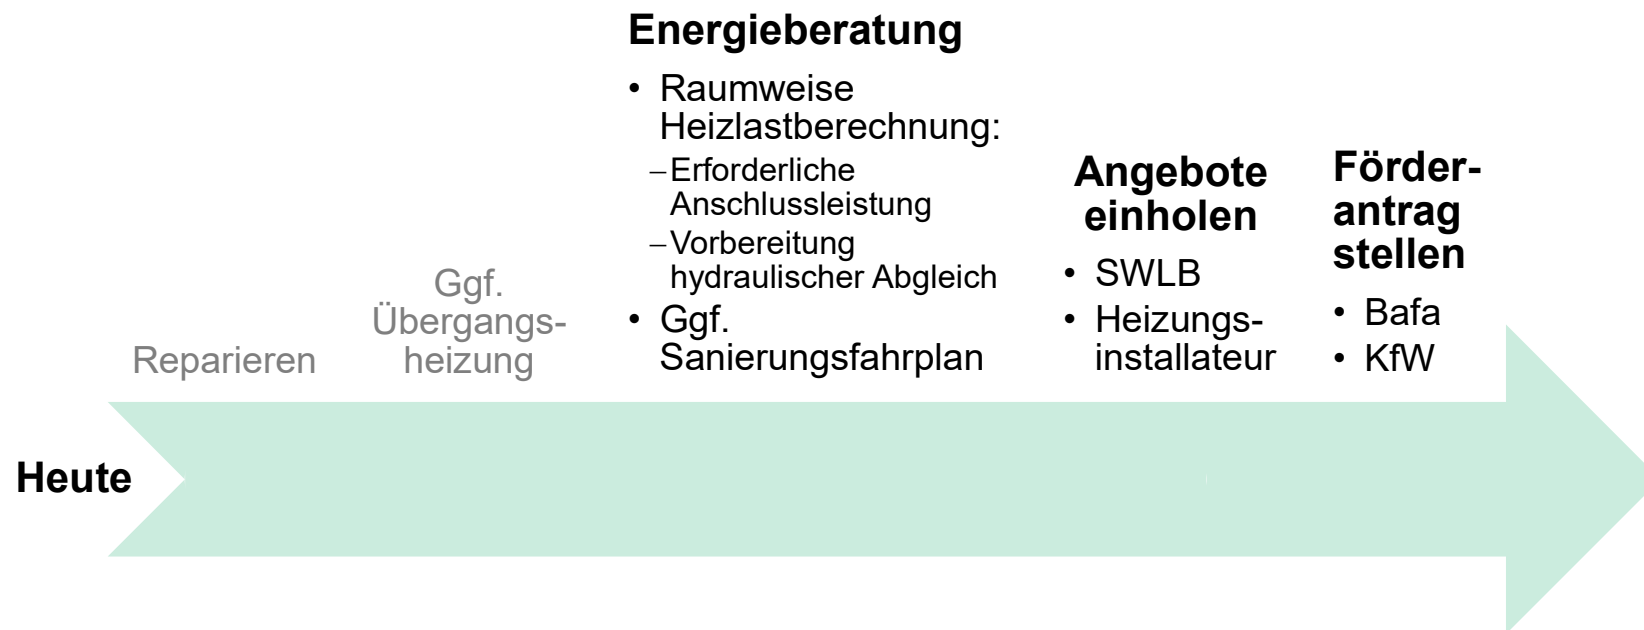 Heute
Reparieren
Ggf.
Übergangs-
heizung
Energieberatung
• Raumweise
Heizlastberechnung:
–Erforderliche
Anschlussleistung
–Vorbereitung
hydraulischer Abgleich
• Ggf.
Sanierungsfahrplan
Angebote
einholen
• SWLB
• Heizungs-
installateur
Förder-
antrag
stellen
• Bafa
• KfW